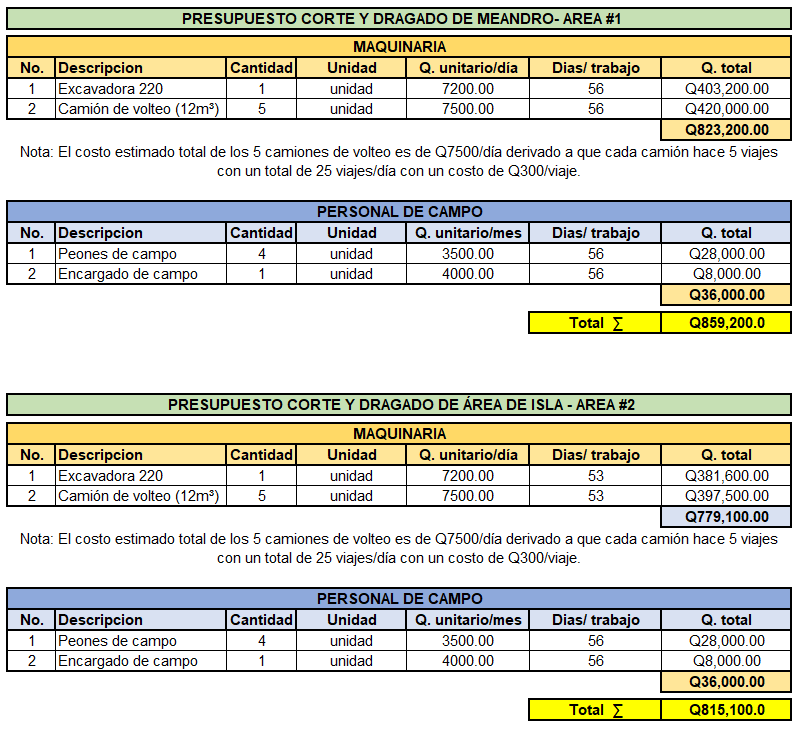 PRESUPUESTO CORTE Y DRAGADO DE MEANDRO- AREA #1
MAQUINARIA
No. Descripcion Cantidad Unidad Q. unitario/día Dias/ trabajo Q. total
1 Excavadora 220 1 unidad 7200.00 56 Q403,200.00
2 Camión de volteo (12m³) 5 unidad 7500.00 56 Q420,000.00
Q823,200.00
Nota: El costo estimado total de los 5 camiones de volteo es de Q7500/día derivado a que cada camión hace 5 viajes
con un total de 25 viajes/día con un costo de Q300/viaje.
PERSONAL DE CAMPO
No. Descripcion Cantidad Unidad Q. unitario/mes Dias/ trabajo Q. total
1 Peones de campo 4 unidad 3500.00 56 Q28,000.00
2 Encargado de campo 1 unidad 4000.00 56 Q8,000.00
Q36,000.00
Total ∑ Q859,200.0
PRESUPUESTO CORTE Y DRAGADO DE ÁREA DE ISLA - AREA #2
MAQUINARIA
No. Descripcion Cantidad Unidad Q. unitario/día Dias/ trabajo Q. total
1 Excavadora 220 1 unidad 7200.00 53 Q381,600.00
2 Camión de volteo (12m³) 5 unidad 7500.00 53 Q397,500.00
Q779,100.00
Nota: El costo estimado total de los 5 camiones de volteo es de Q7500/día derivado a que cada camión hace 5 viajes
con un total de 25 viajes/día con un costo de Q300/viaje.
PERSONAL DE CAMPO
No. Descripcion Cantidad Unidad Q. unitario/mes Dias/ trabajo Q. total
1 Peones de campo 4 unidad 3500.00 56 Q28,000.00
2 Encargado de campo 1 unidad 4000.00 56 Q8,000.00
Q36,000.00
Total ∑ Q815,100.0